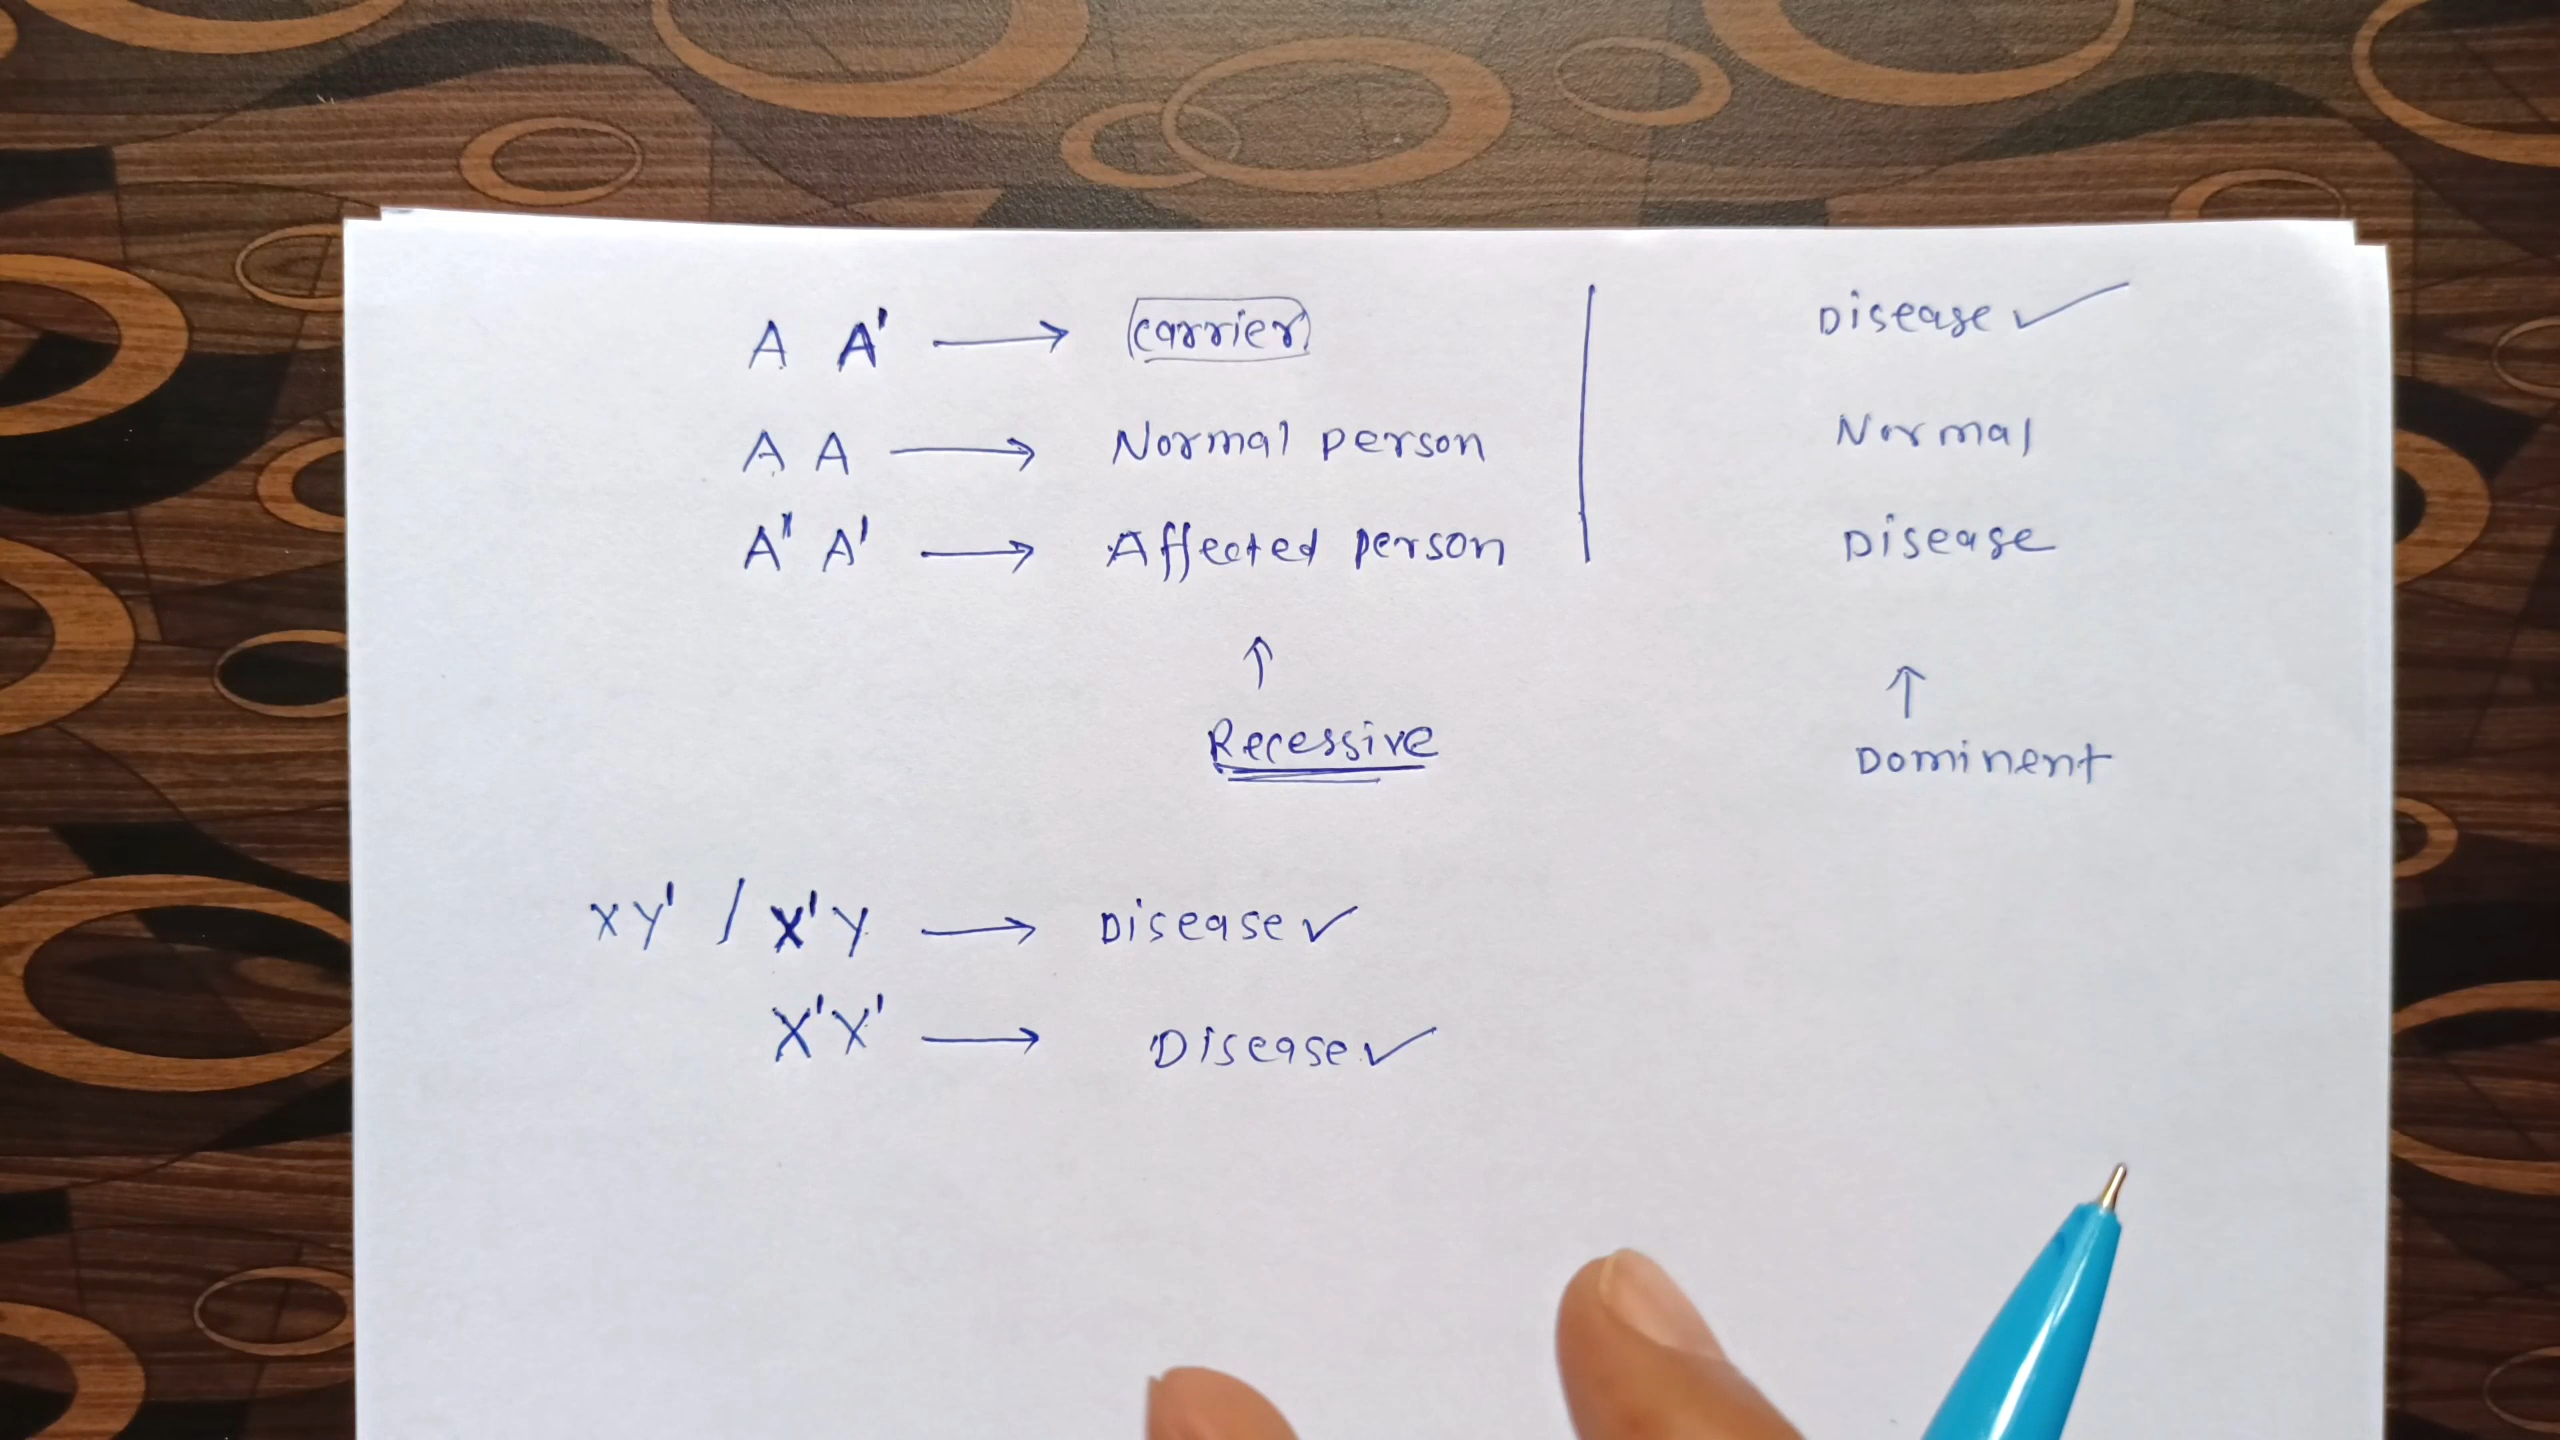 A A' → carrier | Disease ✓
A A → Normal person | Normal
A" A' → Affected person | Disease
↑ ↑
Recessive Dominent
XY' / X'Y → Disease ✓
X'X' → Disease ✓